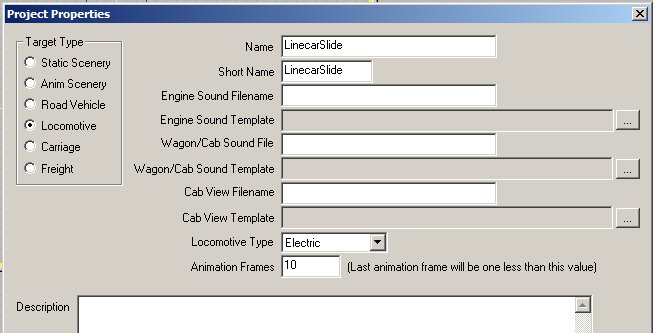 Project Properties
Target Type
Static Scenery
Anim Scenery
Road Vehicle
Locomotive
Carriage
Freight
Name LinecarSlide
Short Name LinecarSlide
Engine Sound Filename
Engine Sound Template ...
Wagon/Cab Sound File
Wagon/Cab Sound Template ...
Cab View Filename
Cab View Template ...
Locomotive Type Electric
Animation Frames 10 (Last animation frame will be one less than this value)
Description